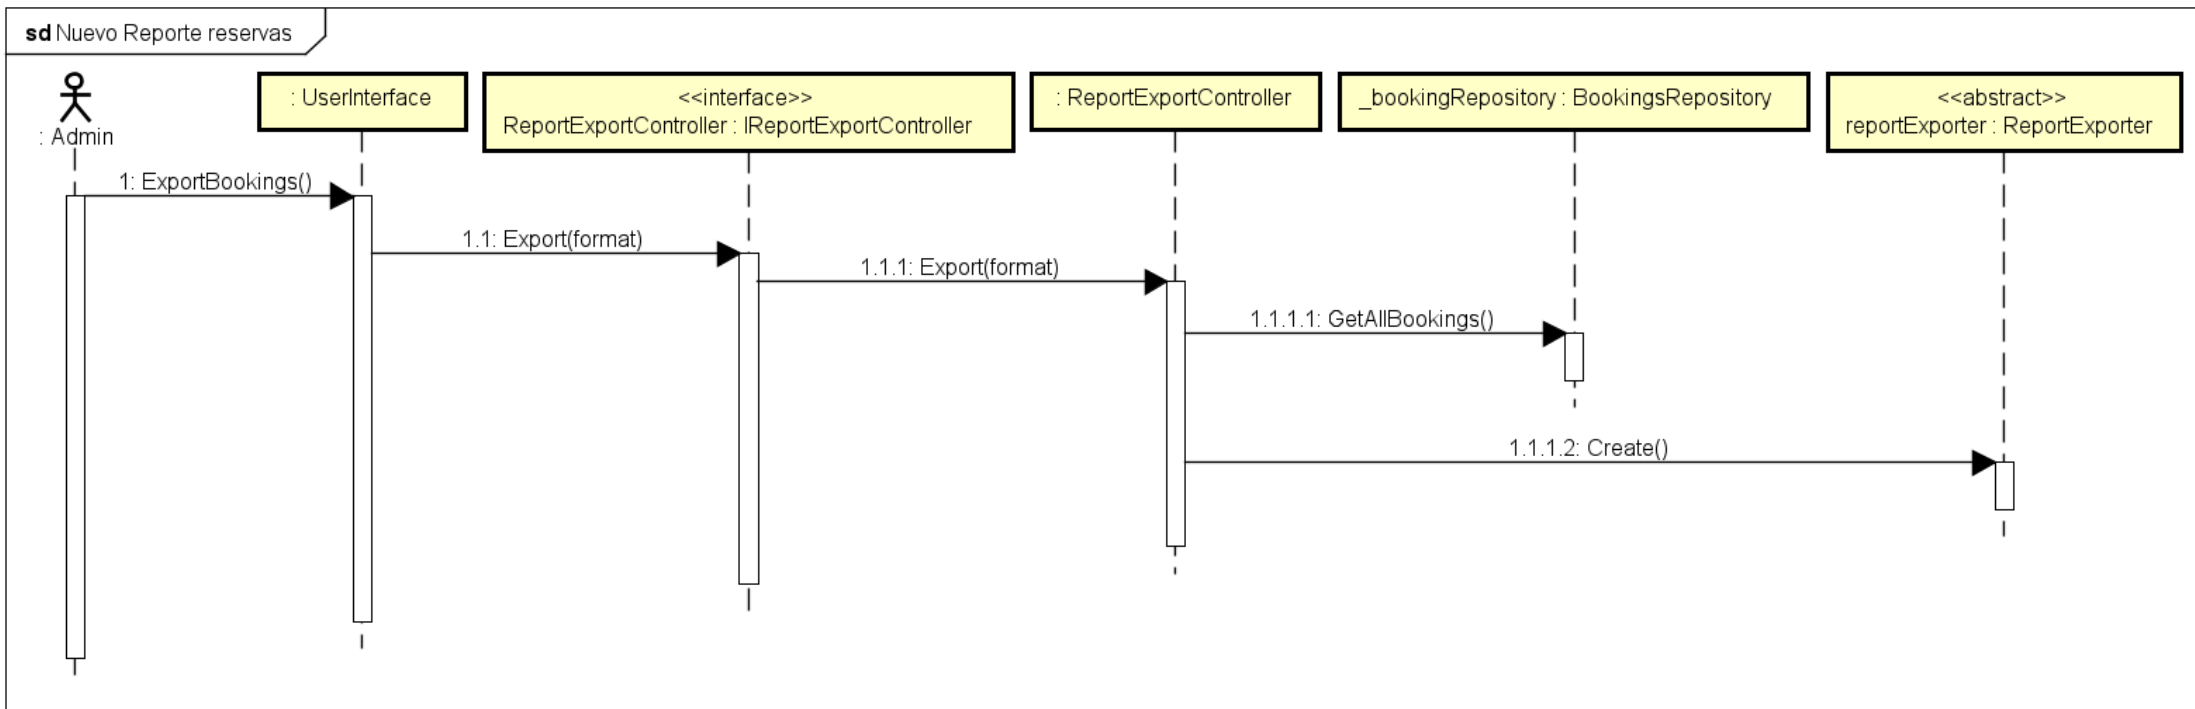 sd Nuevo Reporte reservas
: Admin
: UserInterface
<<interface>>
ReportExportController : IReportExportController
: ReportExportController
_bookingRepository : BookingsRepository
<<abstract>>
reportExporter : ReportExporter
1: ExportBookings()
1.1: Export(format)
1.1.1: Export(format)
1.1.1.1: GetAllBookings()
1.1.1.2: Create()